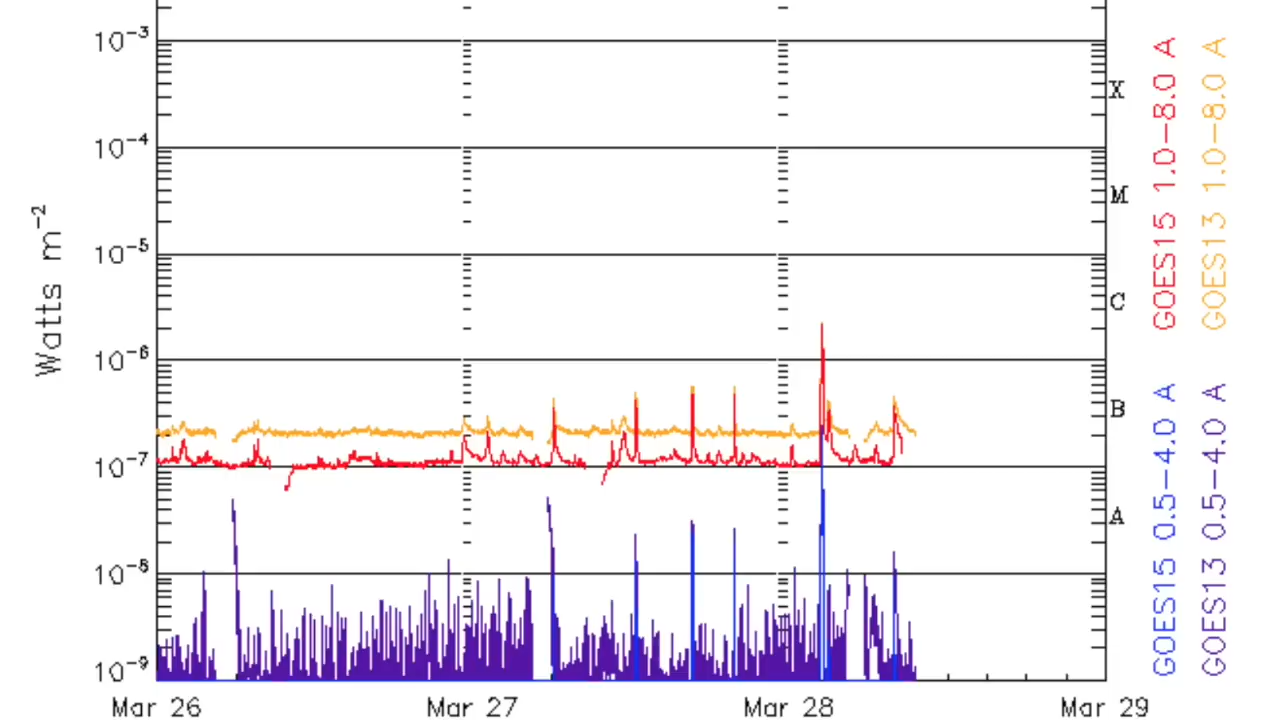 10⁻³
10⁻⁴
10⁻⁵
10⁻⁶
10⁻⁷
10⁻⁸
10⁻⁹
Watts m⁻²
X
M
C
B
A
Mar 26 Mar 27 Mar 28 Mar 29
GOES15 1.0-8.0 A
GOES13 1.0-8.0 A
GOES15 0.5-4.0 A
GOES13 0.5-4.0 A